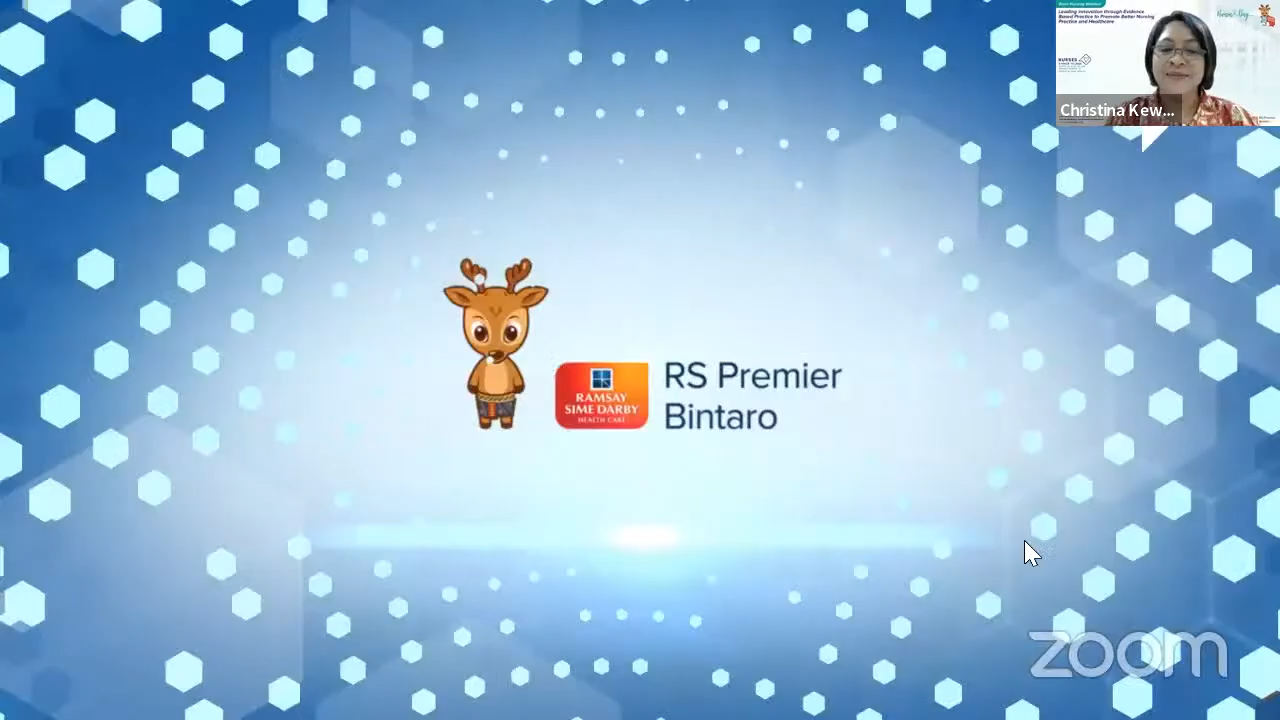 Leading Innovation through Evidence
Based Practice to Promote Better Nursing
Practice and Healthcare
NURSES
Christina Kew...
RAMSAY
SIME DARBY
HEALTH CARE
RS Premier
Bintaro
zoom